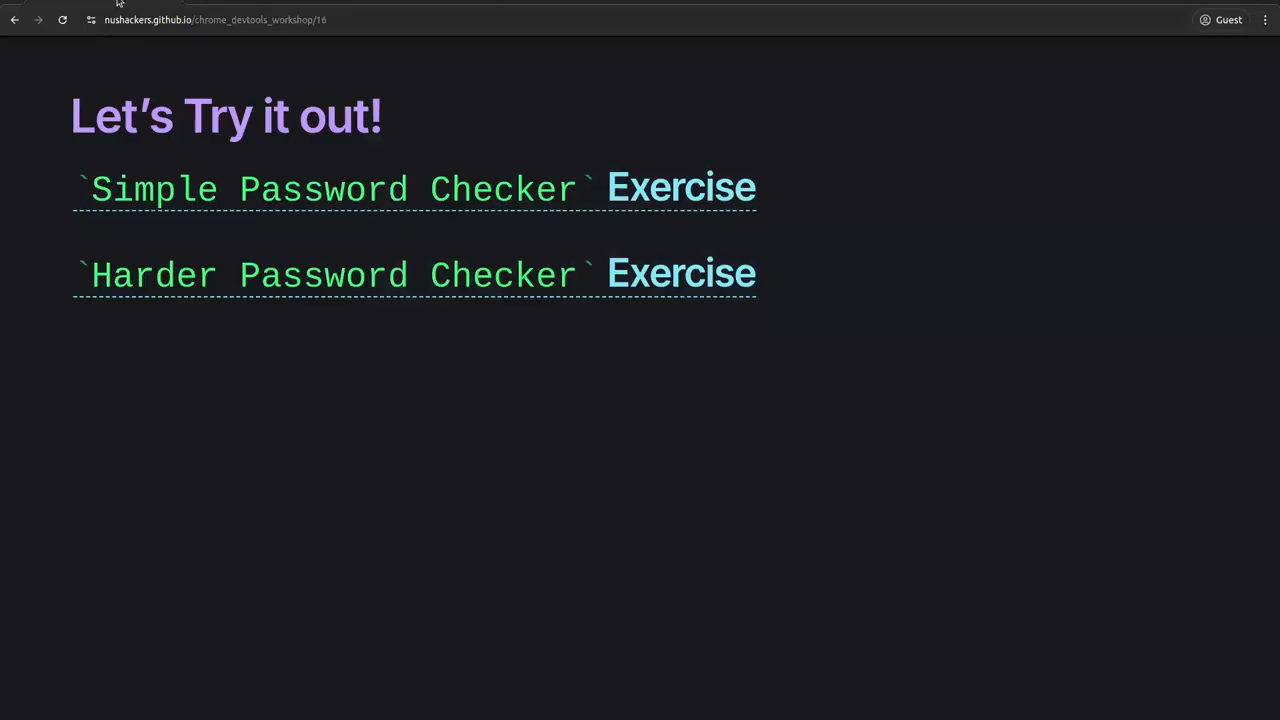 nushackers.github.io/chrome_devtools_workshop/16
Guest
Let's Try it out!
`Simple Password Checker` Exercise
`Harder Password Checker` Exercise